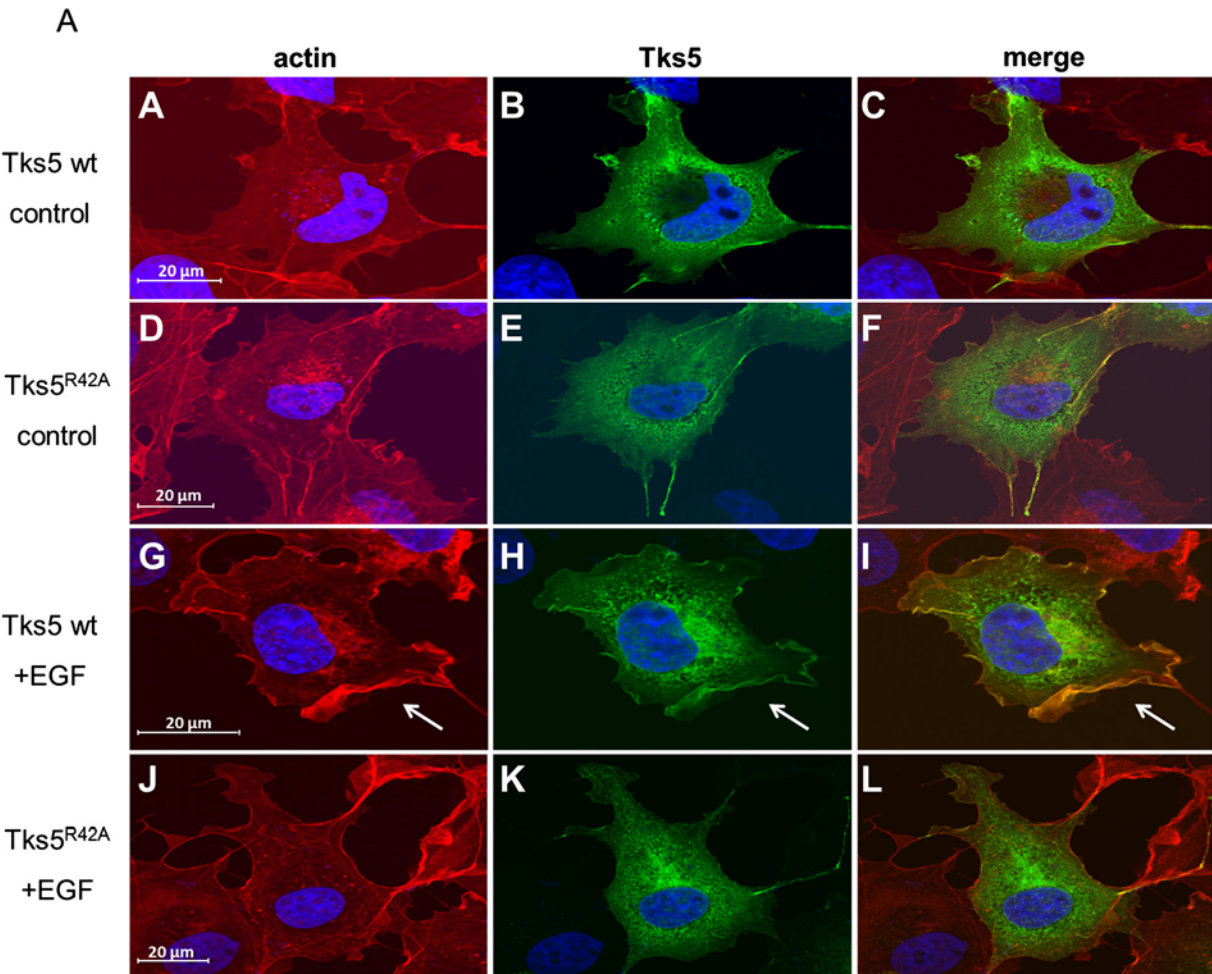 A
actin Tks5 merge
A B C
Tks5 wt
control
20 µm
D E F
Tks5R42A
control
20 µm
G H I
Tks5 wt
+EGF
20 µm
J K L
Tks5R42A
+EGF
20 µm